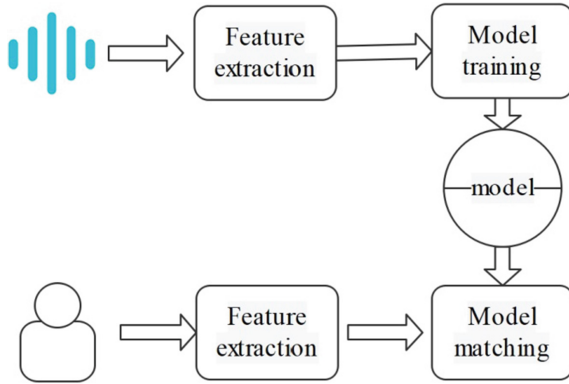 Feature
extraction
Model
training
model
Feature
extraction
Model
matching